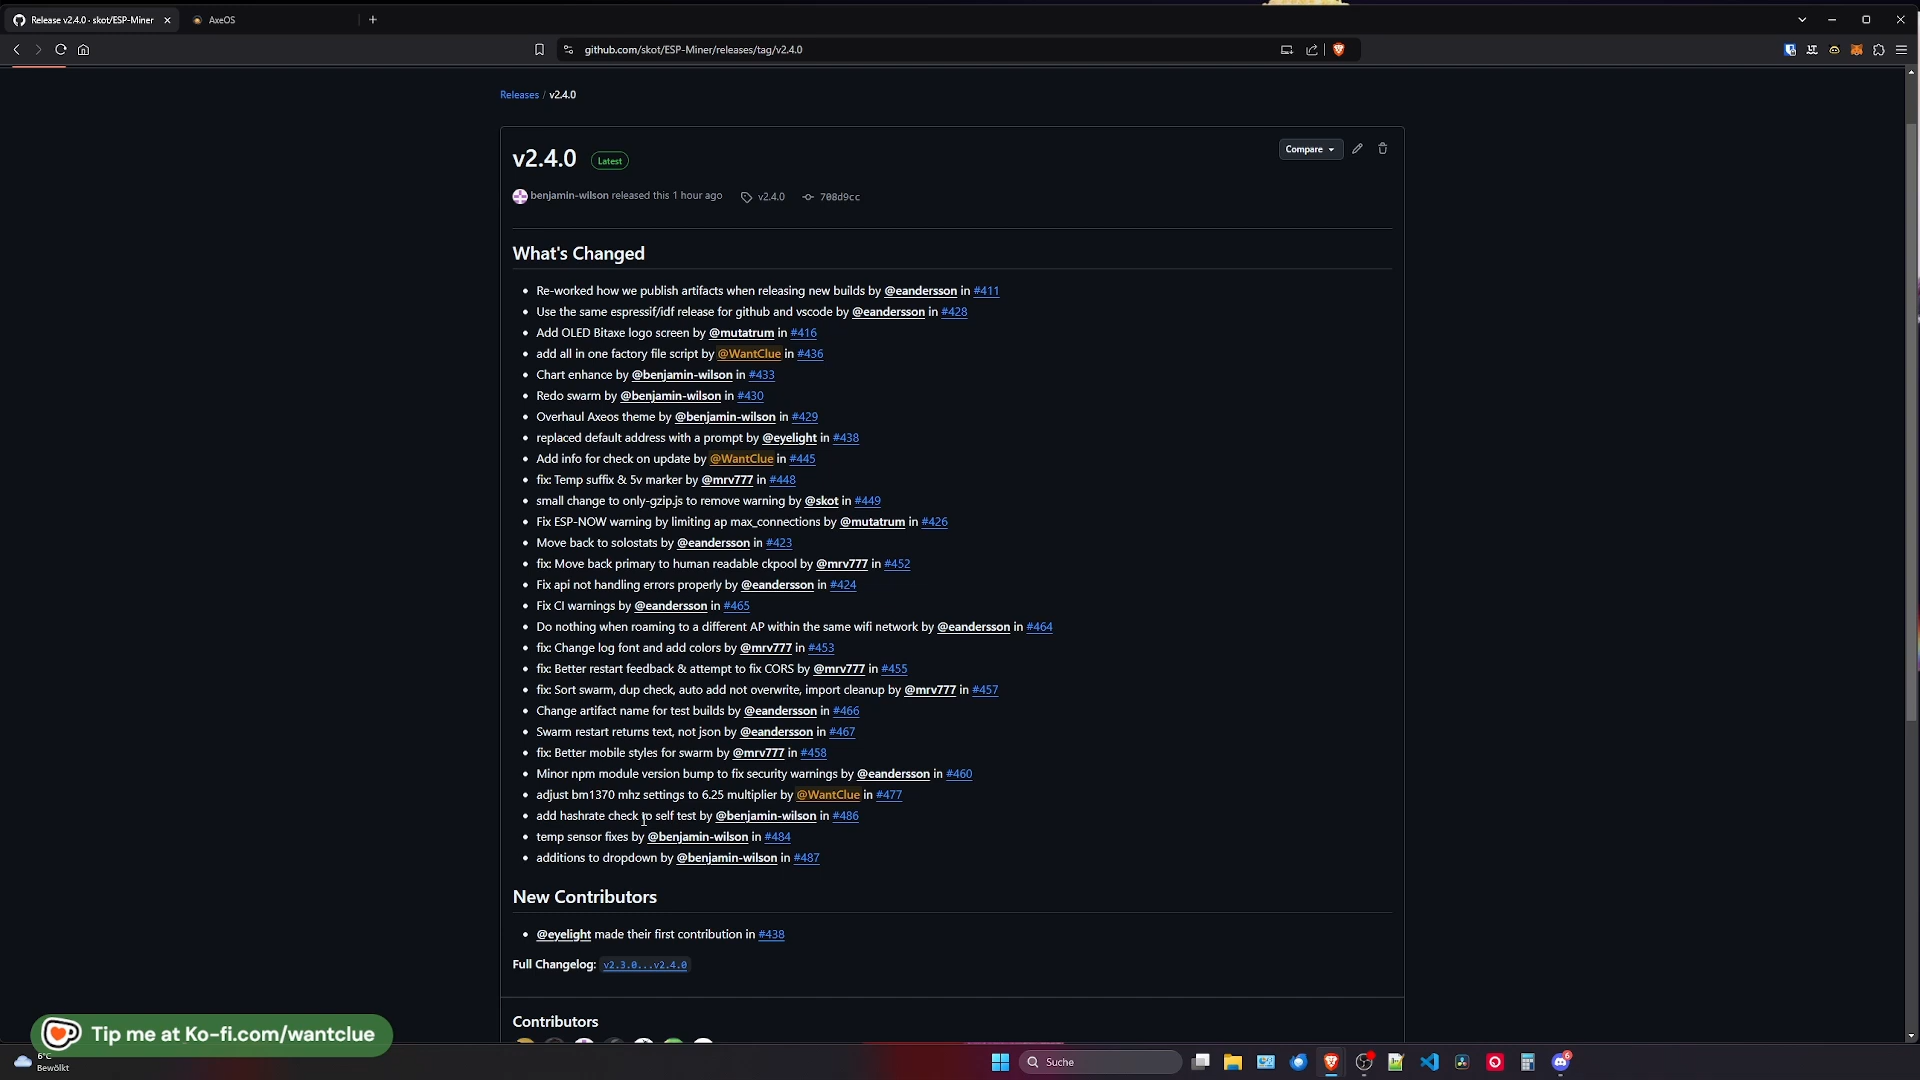 Release v2.4.0 · skot/ESP-Miner
AxeOS
github.com/skot/ESP-Miner/releases/tag/v2.4.0
Releases / v2.4.0
v2.4.0 Latest
Compare
benjamin-wilson released this 1 hour ago v2.4.0 708d9cc
What's Changed
• Re-worked how we publish artifacts when releasing new builds by @eandersson in #411
• Use the same espressif/idf release for github and vscode by @eandersson in #428
• Add OLED Bitaxe logo screen by @mutatrum in #416
• add all in one factory file script by @WantClue in #436
• Chart enhance by @benjamin-wilson in #433
• Redo swarm by @benjamin-wilson in #430
• Overhaul Axeos theme by @benjamin-wilson in #429
• replaced default address with a prompt by @eyelight in #438
• Add info for check on update by @WantClue in #445
• fix: Temp suffix & 5v marker by @mrv777 in #448
• small change to only-gzip.js to remove warning by @skot in #449
• Fix ESP-NOW warning by limiting ap max_connections by @mutatrum in #426
• Move back to solostats by @eandersson in #423
• fix: Move back primary to human readable ckpool by @mrv777 in #452
• Fix api not handling errors properly by @eandersson in #424
• Fix CI warnings by @eandersson in #465
• Do nothing when roaming to a different AP within the same wifi network by @eandersson in #464
• fix: Change log font and add colors by @mrv777 in #453
• fix: Better restart feedback & attempt to fix CORS by @mrv777 in #455
• fix: Sort swarm, dup check, auto add not overwrite, import cleanup by @mrv777 in #457
• Change artifact name for test builds by @eandersson in #466
• Swarm restart returns text, not json by @eandersson in #467
• fix: Better mobile styles for swarm by @mrv777 in #458
• Minor npm module version bump to fix security warnings by @eandersson in #460
• adjust bm1370 mhz settings to 6.25 multiplier by @WantClue in #477
• add hashrate check to self test by @benjamin-wilson in #486
• temp sensor fixes by @benjamin-wilson in #484
• additions to dropdown by @benjamin-wilson in #487
New Contributors
• @eyelight made their first contribution in #438
Full Changelog: v2.3.0...v2.4.0
Contributors
Tip me at Ko-fi.com/wantclue
6°C
Bewölkt
Suche
6